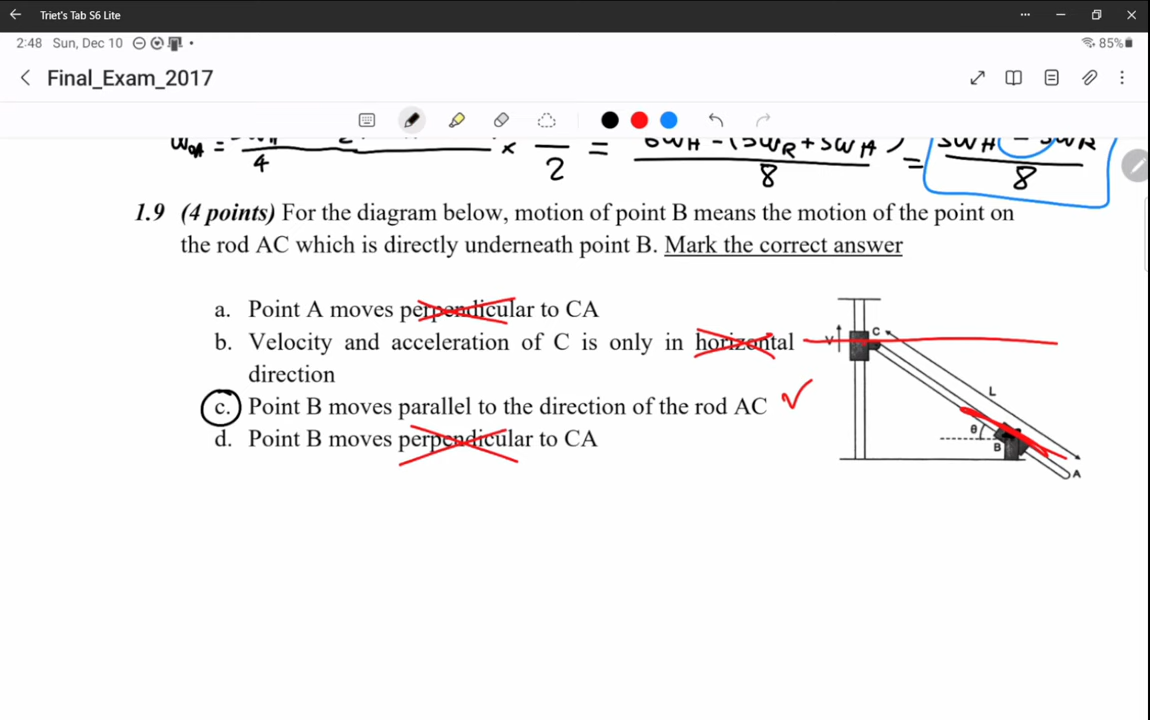 Triet's Tab S6 Lite
2:48 Sun, Dec 10
85%
Final_Exam_2017
4
×
2
=
8
=
8
1.9 (4 points) For the diagram below, motion of point B means the motion of the point on
the rod AC which is directly underneath point B. Mark the correct answer
a. Point A moves perpendicular to CA
b. Velocity and acceleration of C is only in horizontal
direction
c. Point B moves parallel to the direction of the rod AC
d. Point B moves perpendicular to CA
V
C
L
θ
B
A